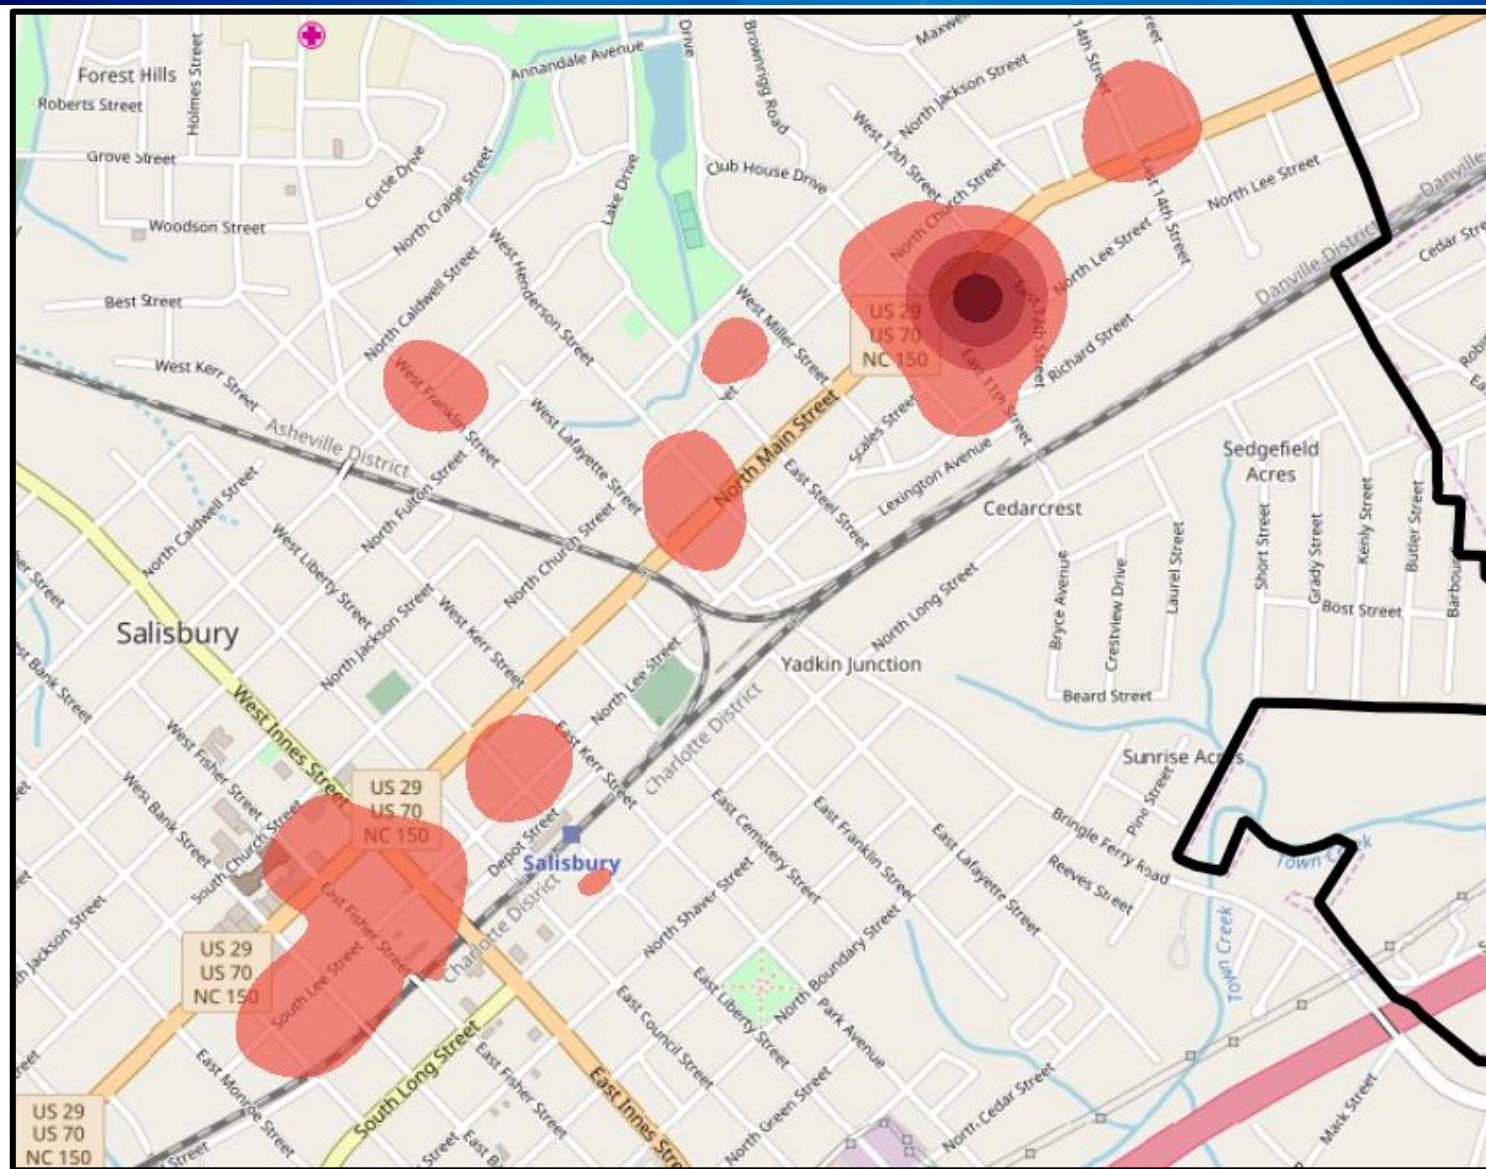 Forest Hills
Roberts Street
Holmes Street
Grove Street
Woodson Street
Circle Drive
North Craige Street
Annandale Avenue
Drive
Brownrigg Road
Lake Drive
Club House Drive
West 12th Street
North Jackson Street
North Church Street
East 14th Street
North Lee Street
North Lee Street
Danville District
Danville
Best Street
North Caldwell Street
West Henderson Street
West Miller Street
US 29
US 70
NC 150
East 11th Street
Richard Street
West Kerr Street
Asheville District
West Franklin Street
North Fulton Street
West Lafayette Street
North Main Street
Scales Street
East Steel Street
Lexington Avenue
Cedarcrest
Sedgefield
Acres
Short Street
Grady Street
Kenly Street
Butler Street
Bost Street
Bryce Avenue
Crestview Drive
Laurel Street
Beard Street
North Caldwell Street
West Liberty Street
North Jackson Street
West Kerr Street
North Church Street
North Long Street
Yadkin Junction
Salisbury
West Innes Street
North Lee Street
East Kerr Street
Charlotte District
Sunrise Acres
Pine Street
Bringle Ferry Road
Reeves Street
Town Creek
Town Creek
West Fisher Street
West Bank Street
South Church Street
US 29
US 70
NC 150
Depot Street
Salisbury
Charlotte District
East Fisher Street
South Lee Street
US 29
US 70
NC 150
East Cemetery Street
East Franklin Street
East Lafayette Street
North Shaver Street
North Boundary Street
East Liberty Street
Park Avenue
East Council Street
North Green Street
North Cedar Street
Mack Street
East Monroe Street
South Long Street
East Fisher Street
East Innes Stre
US 29
US 70
NC 150
Street
Street